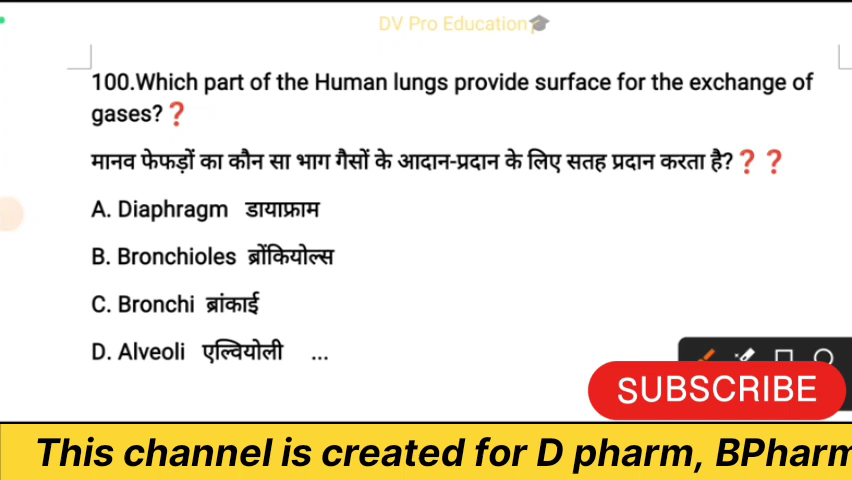 DV Pro Education🎓
100.Which part of the Human lungs provide surface for the exchange of
gases?❓
मानव फेफड़ों का कौन सा भाग गैसों के आदान-प्रदान के लिए सतह प्रदान करता है?❓❓
A. Diaphragm डायाफ्राम
B. Bronchioles ब्रोंकियोल्स
C. Bronchi ब्रांकाई
D. Alveoli एल्वियोली ...
SUBSCRIBE
This channel is created for D pharm, BPharm